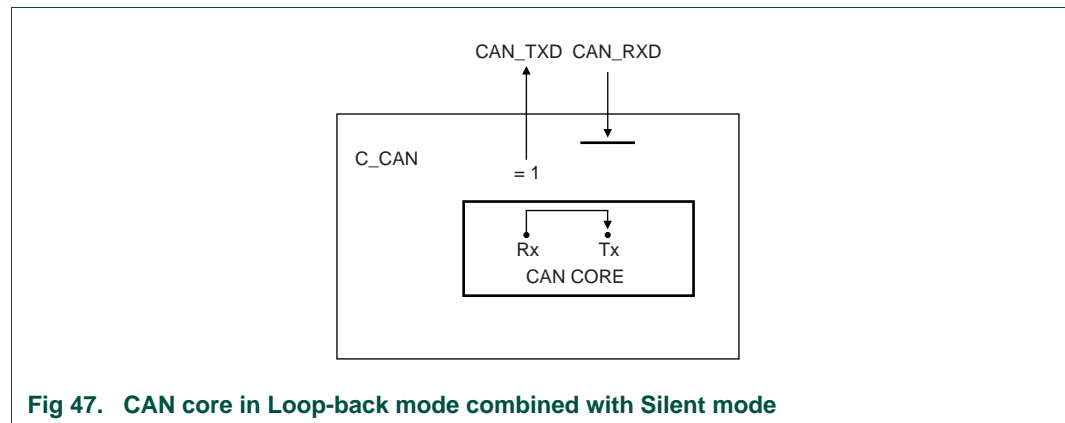 CAN_TXD CAN_RXD
C_CAN
= 1
Rx Tx
CAN CORE
Fig 47. CAN core in Loop-back mode combined with Silent mode